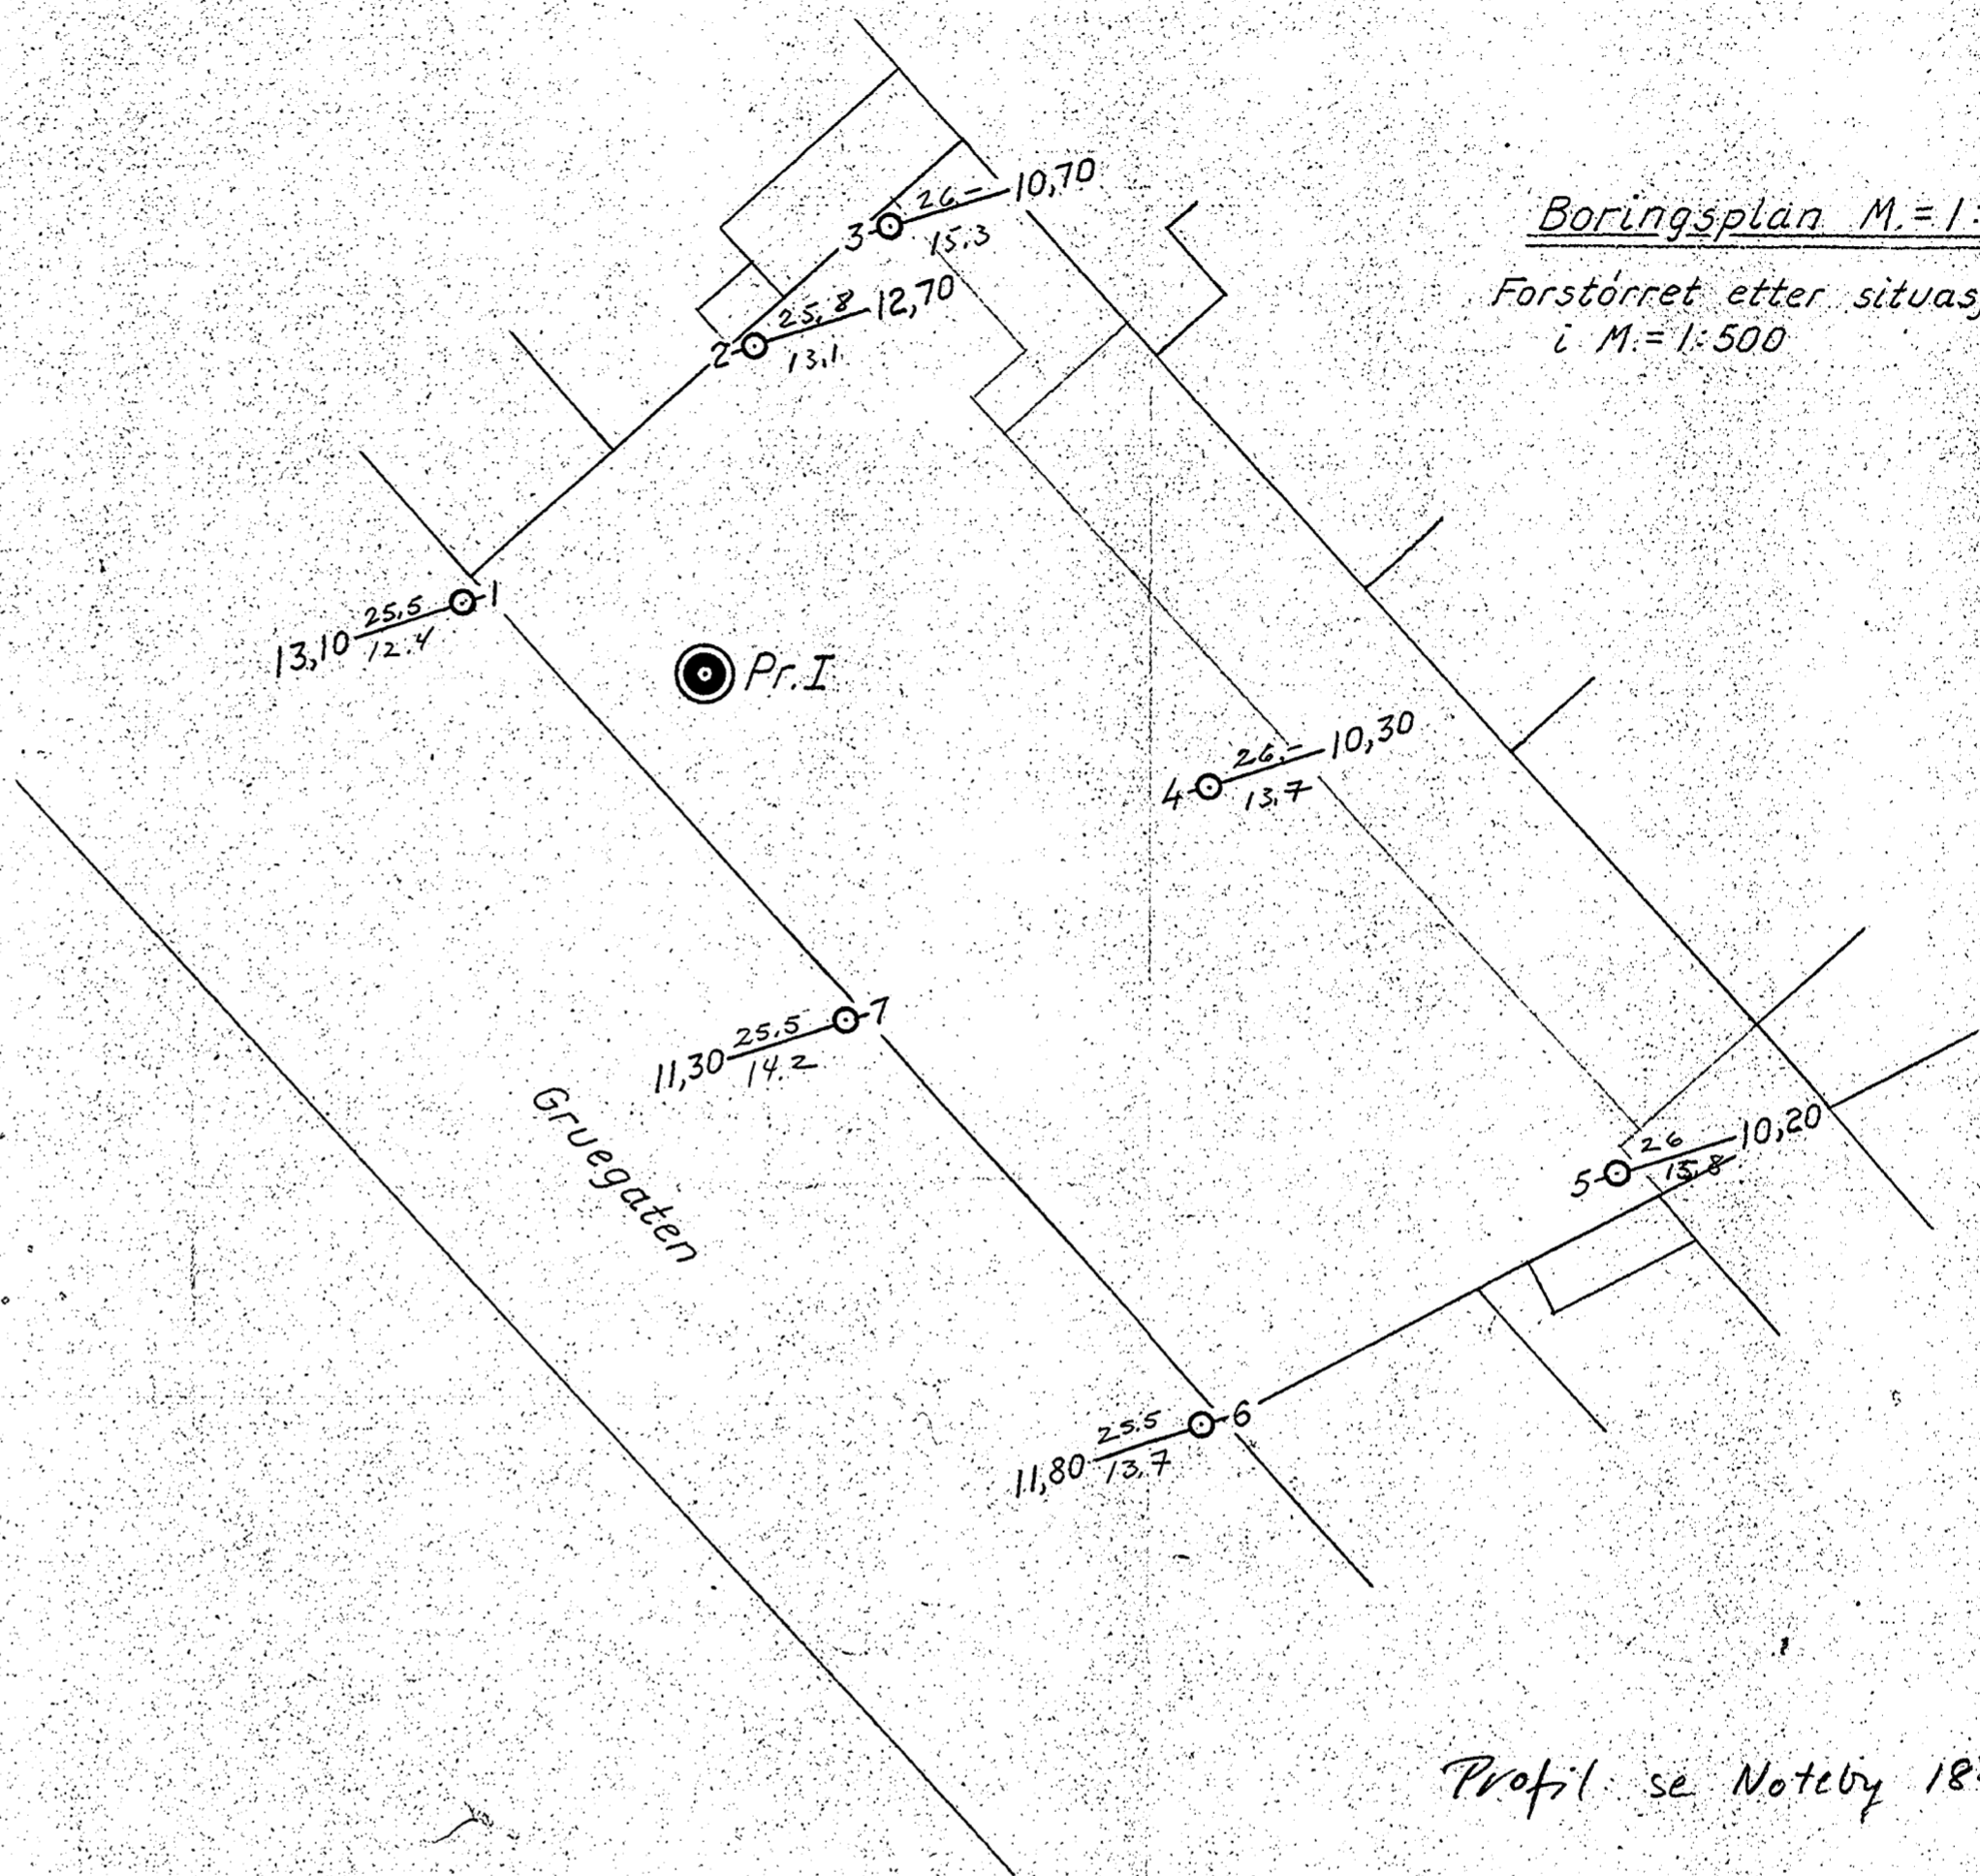 Boringsplan M.= 1:
Forstörret etter situasj
i M.= 1:500
3 26.- 10,70
15.3
2 25.8 12,70
13.1
25.5 1
13,10 12.4
Pr. I
4 26.- 10,30
13.7
25.5 7
11,30 14.2
Gruegaten
5 26 10,20
15.8
25.5 6
11,80 13.7
Profil se Noteby